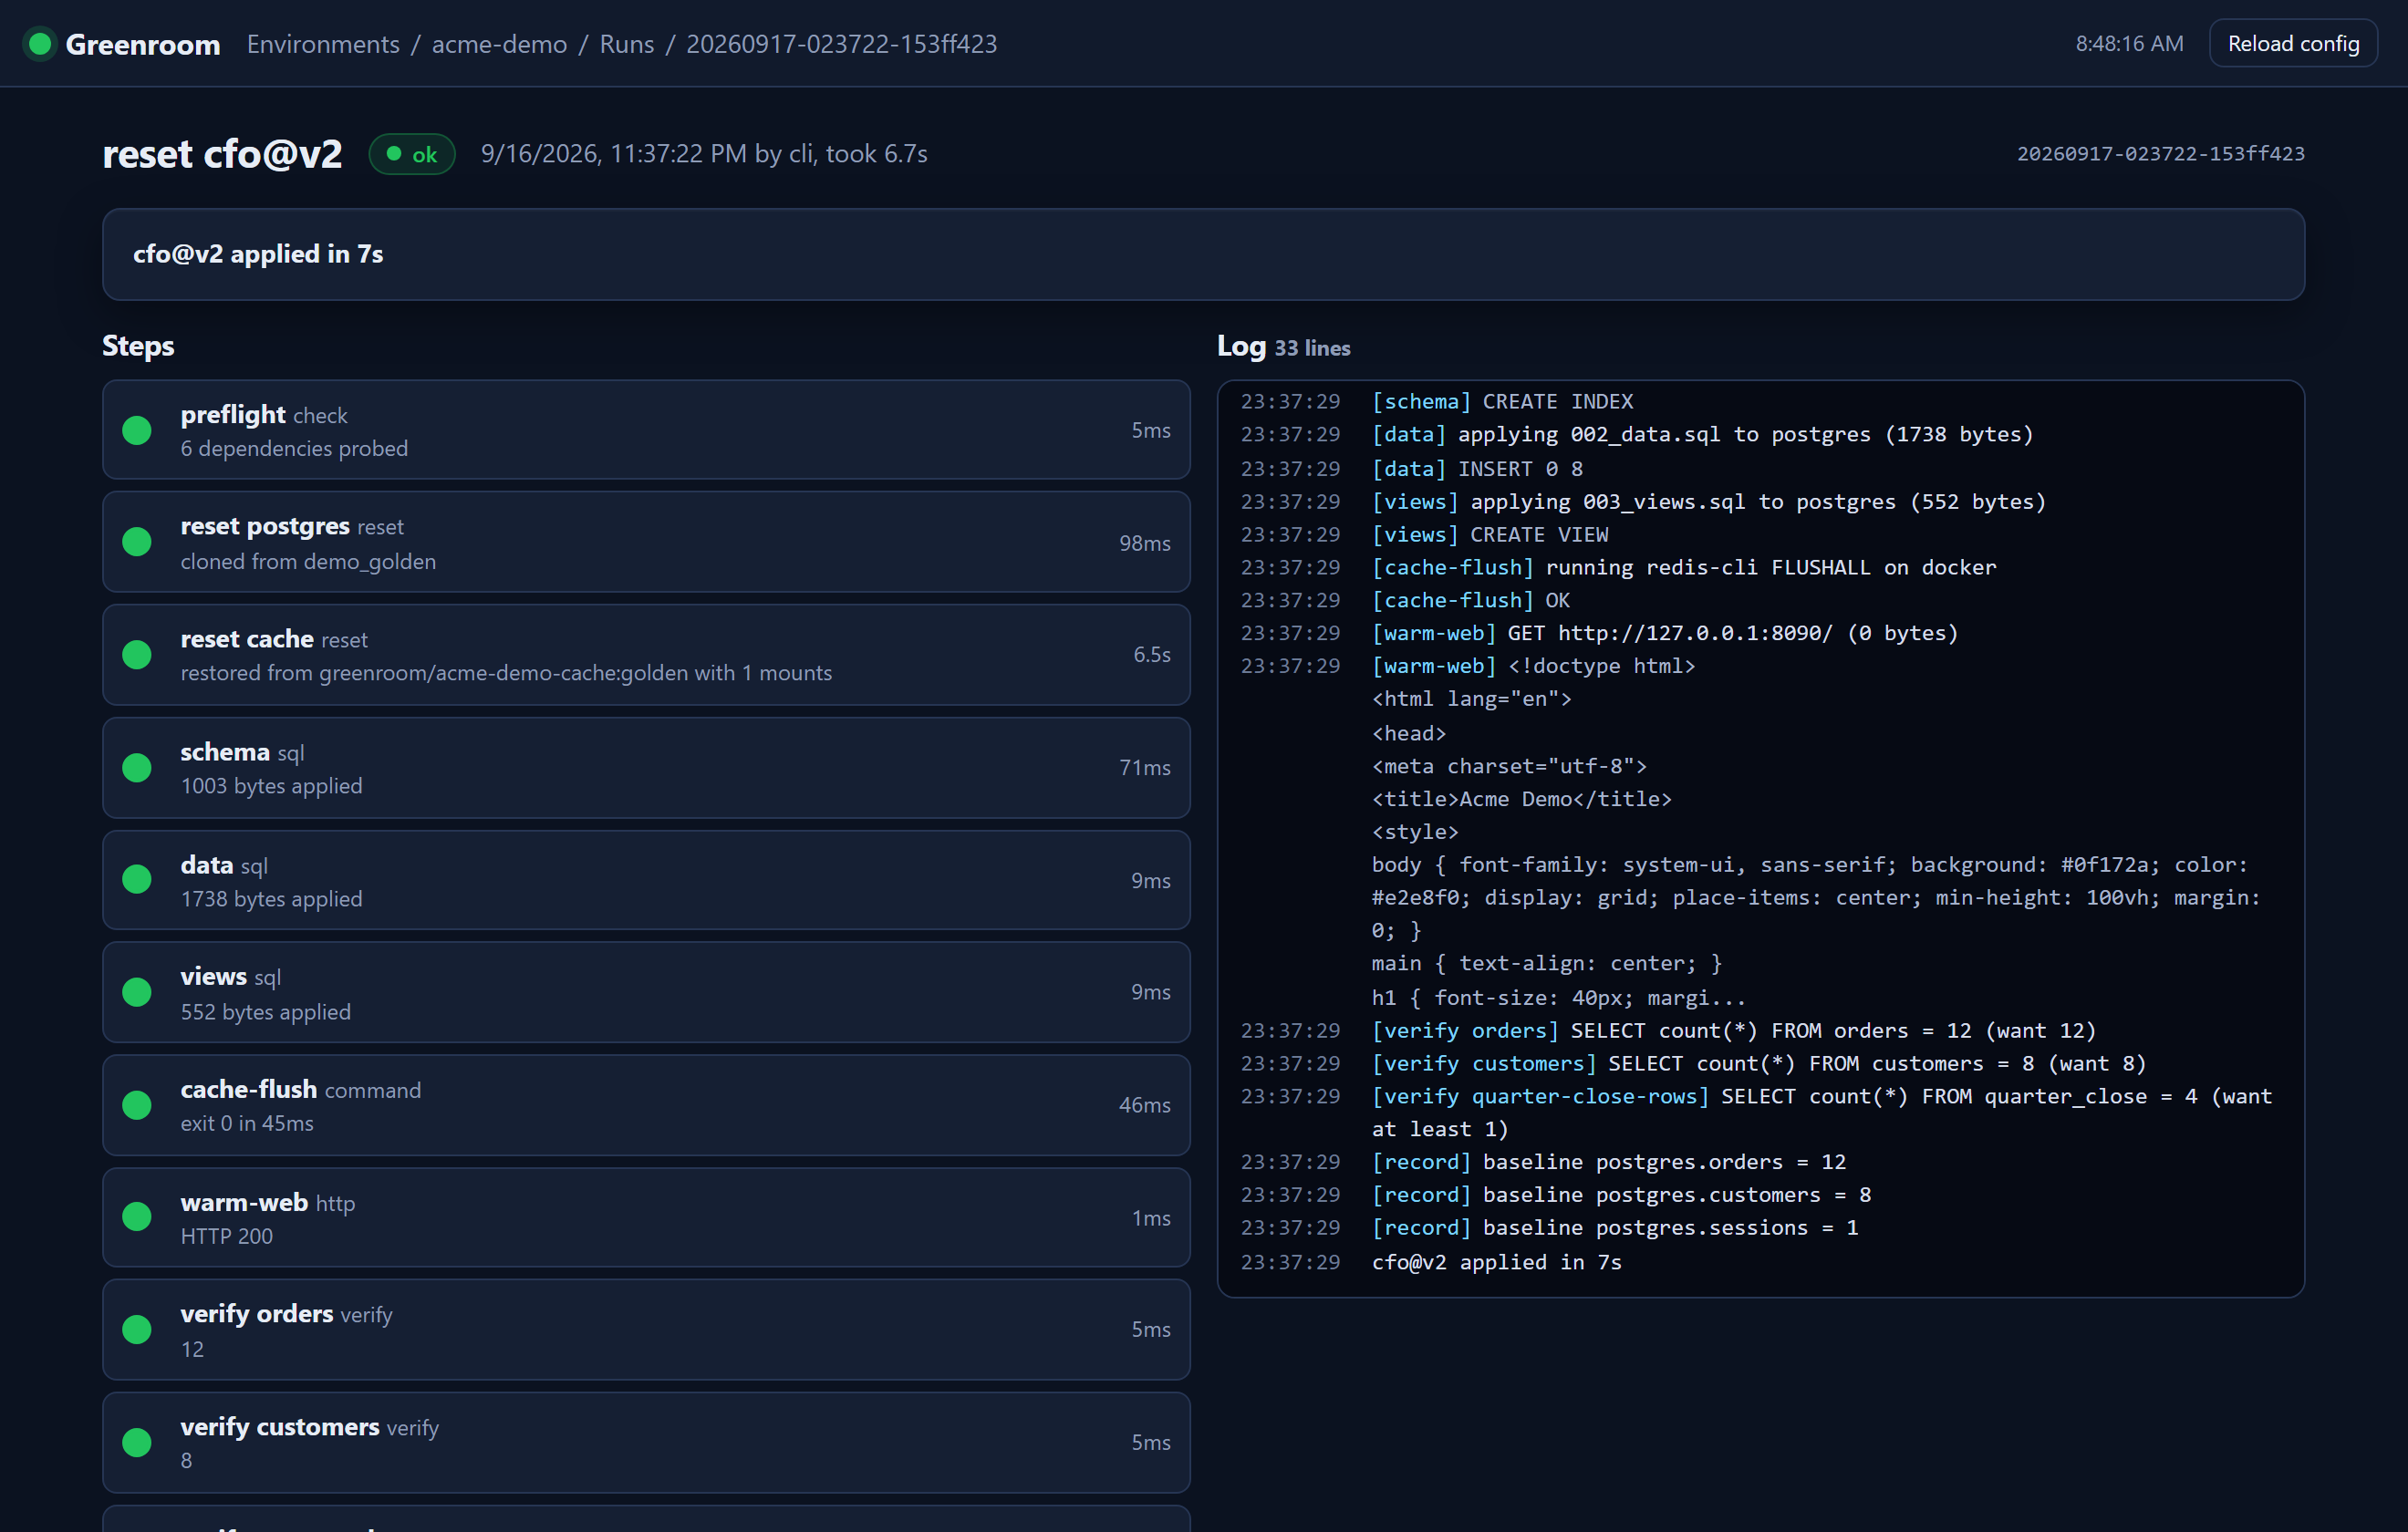 Greenroom Environments / acme-demo / Runs / 20260917-023722-153ff423 8:48:16 AM Reload config
reset cfo@v2 ok 9/16/2026, 11:37:22 PM by cli, took 6.7s 20260917-023722-153ff423
cfo@v2 applied in 7s
Steps
preflight check
6 dependencies probed
5ms
reset postgres reset
cloned from demo_golden
98ms
reset cache reset
restored from greenroom/acme-demo-cache:golden with 1 mounts
6.5s
schema sql
1003 bytes applied
71ms
data sql
1738 bytes applied
9ms
views sql
552 bytes applied
9ms
cache-flush command
exit 0 in 45ms
46ms
warm-web http
HTTP 200
1ms
verify orders verify
12
5ms
verify customers verify
8
5ms
Log 33 lines
23:37:29 [schema] CREATE INDEX
23:37:29 [data] applying 002_data.sql to postgres (1738 bytes)
23:37:29 [data] INSERT 0 8
23:37:29 [views] applying 003_views.sql to postgres (552 bytes)
23:37:29 [views] CREATE VIEW
23:37:29 [cache-flush] running redis-cli FLUSHALL on docker
23:37:29 [cache-flush] OK
23:37:29 [warm-web] GET http://127.0.0.1:8090/ (0 bytes)
23:37:29 [warm-web] <!doctype html>
<html lang="en">
<head>
<meta charset="utf-8">
<title>Acme Demo</title>
<style>
body { font-family: system-ui, sans-serif; background: #0f172a; color:
#e2e8f0; display: grid; place-items: center; min-height: 100vh; margin:
0; }
main { text-align: center; }
h1 { font-size: 40px; margi...
23:37:29 [verify orders] SELECT count(*) FROM orders = 12 (want 12)
23:37:29 [verify customers] SELECT count(*) FROM customers = 8 (want 8)
23:37:29 [verify quarter-close-rows] SELECT count(*) FROM quarter_close = 4 (want
at least 1)
23:37:29 [record] baseline postgres.orders = 12
23:37:29 [record] baseline postgres.customers = 8
23:37:29 [record] baseline postgres.sessions = 1
23:37:29 cfo@v2 applied in 7s